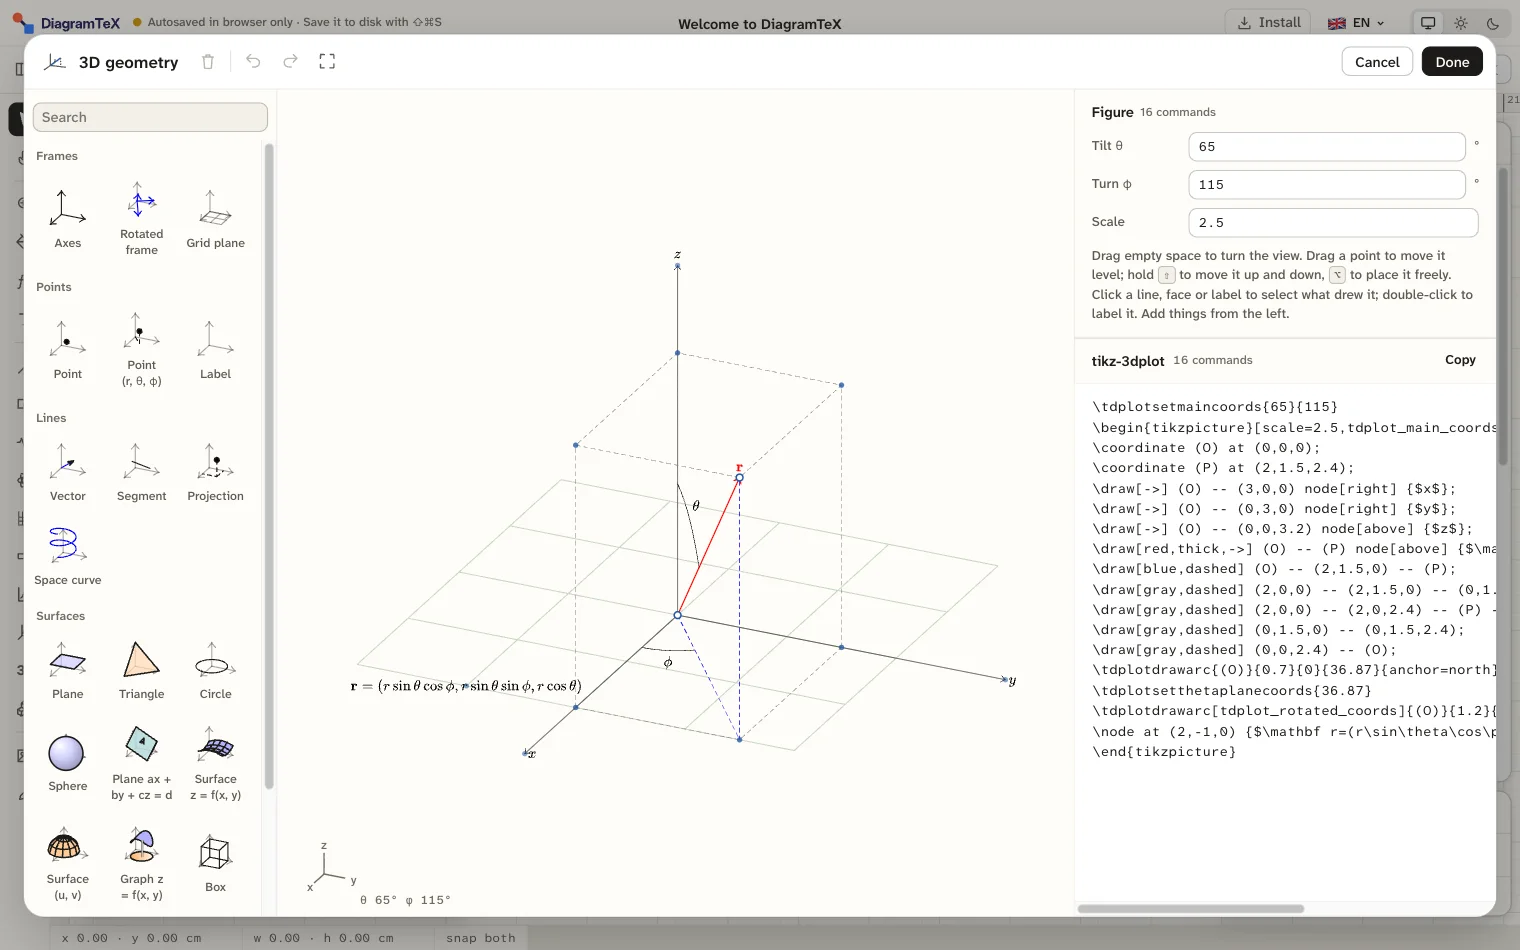 DiagramTeX
Autosaved in browser only · Save it to disk with ⇧⌘S
Welcome to DiagramTeX
Install
EN
3D geometry
Cancel
Done
Search
Frames
Axes
Rotated frame
Grid plane
Points
Point
Point (r, θ, ϕ)
Label
Lines
Vector
Segment
Projection
Space curve
Surfaces
Plane
Triangle
Circle
Sphere
Plane ax + by + cz = d
Surface z = f(x, y)
Surface (u, v)
Graph z = f(x, y)
Box
z
r
θ
ϕ
r = (r sin θ cos ϕ, r sin θ sin ϕ, r cos θ)
y
x
z
x
y
θ 65° φ 115°
Figure 16 commands
Tilt θ
65
°
Turn ϕ
115
°
Scale
2.5
Drag empty space to turn the view. Drag a point to move it
level; hold ⇧ to move it up and down, ⌥ to place it freely.
Click a line, face or label to select what drew it; double-click to
label it. Add things from the left.
tikz-3dplot 16 commands
Copy
\tdplotsetmaincoords{65}{115}
\begin{tikzpicture}[scale=2.5,tdplot_main_coords
\coordinate (O) at (0,0,0);
\coordinate (P) at (2,1.5,2.4);
\draw[->] (O) -- (3,0,0) node[right] {$x$};
\draw[->] (O) -- (0,3,0) node[right] {$y$};
\draw[->] (O) -- (0,0,3.2) node[above] {$z$};
\draw[red,thick,->] (O) -- (P) node[above] {$\ma
\draw[blue,dashed] (O) -- (2,1.5,0) -- (P);
\draw[gray,dashed] (2,0,0) -- (2,1.5,0) -- (0,1.
\draw[gray,dashed] (2,0,0) -- (2,0,2.4) -- (P) -
\draw[gray,dashed] (0,1.5,0) -- (0,1.5,2.4);
\draw[gray,dashed] (0,0,2.4) -- (O);
\tdplotdrawarc{(O)}{0.7}{0}{36.87}{anchor=north}
\tdplotsetthetaplanecoords{36.87}
\tdplotdrawarc[tdplot_rotated_coords]{(O)}{1.2}{
\node at (2,-1,0) {$\mathbf r=(r\sin\theta\cos\p
\end{tikzpicture}
x 0.00 · y 0.00 cm
w 0.00 · h 0.00 cm
snap both